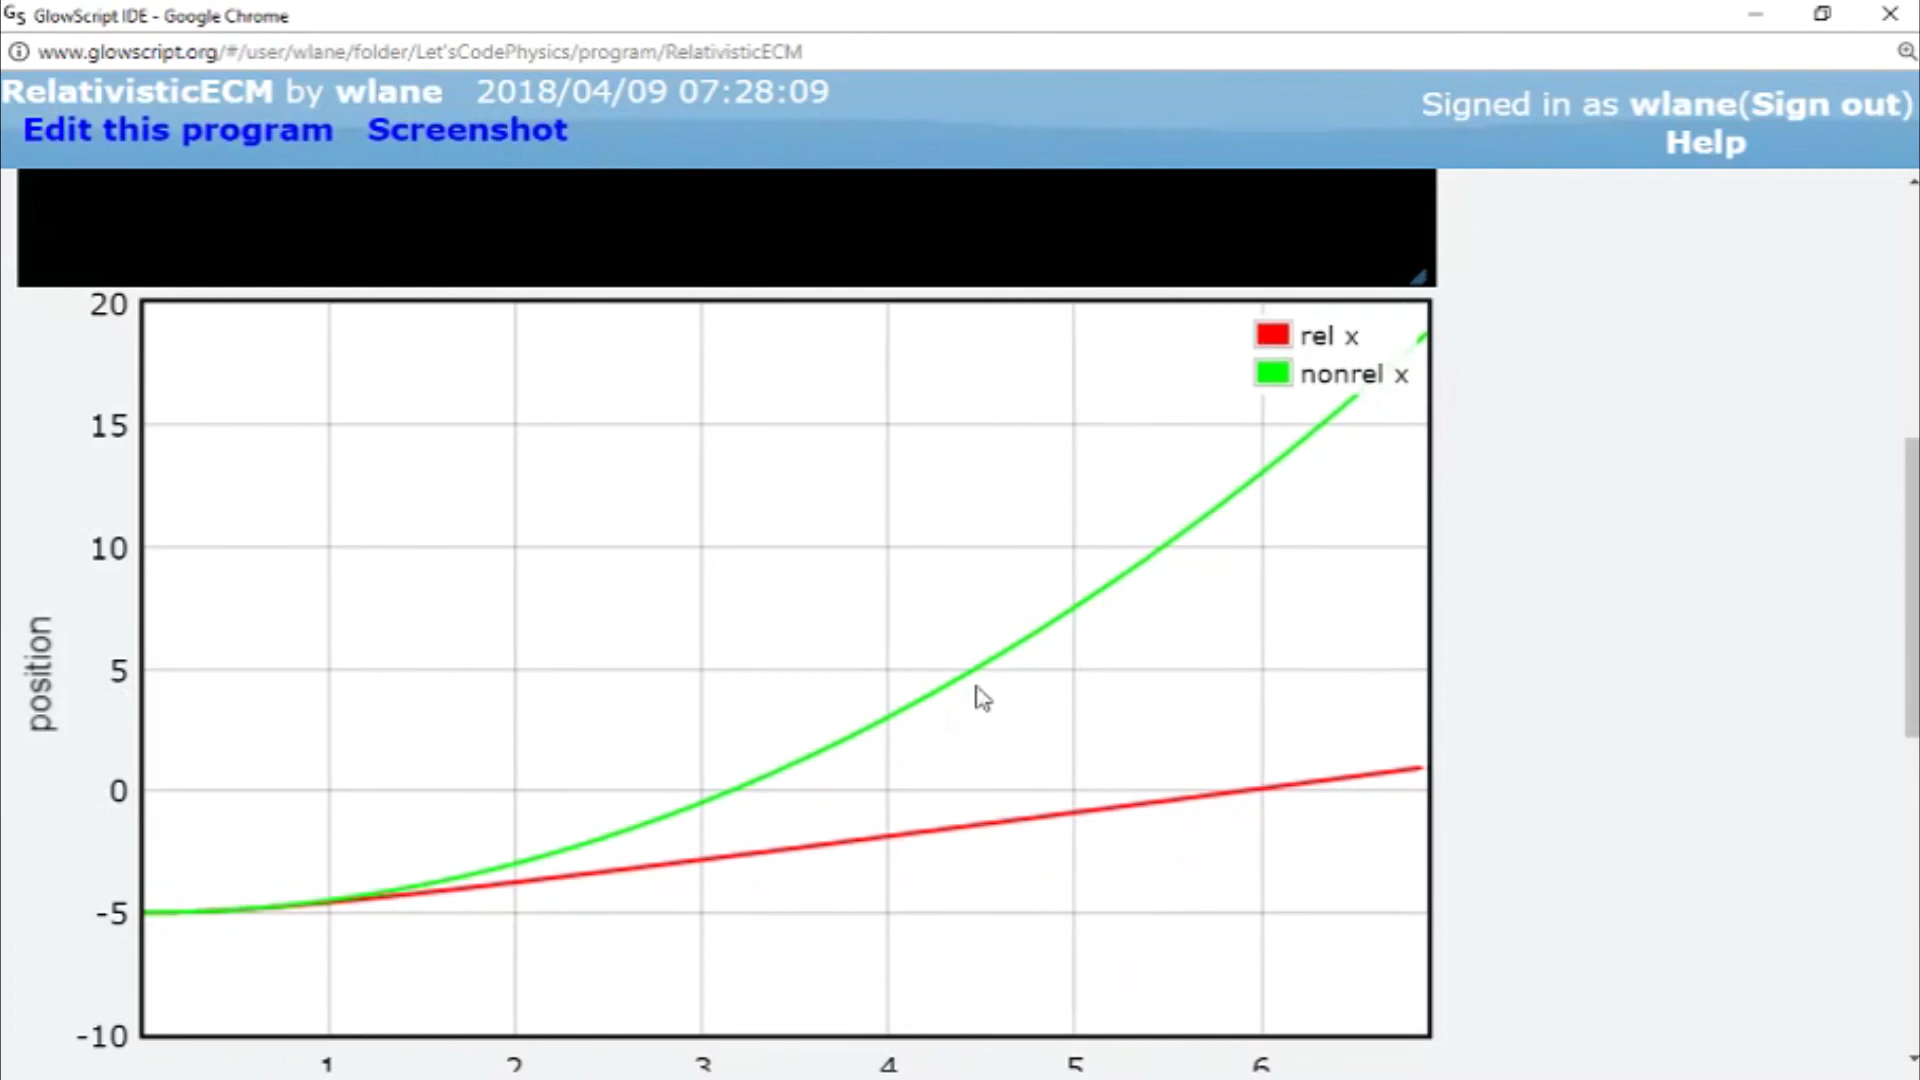 GS GlowScript IDE - Google Chrome
www.glowscript.org/#/user/wlane/folder/Let'sCodePhysics/program/RelativisticECM
RelativisticECM by wlane 2018/04/09 07:28:09
Signed in as wlane(Sign out)
Edit this program Screenshot
Help
20
rel x
nonrel x
15
10
5
position
0
-5
-10
1 2 3 4 5 6